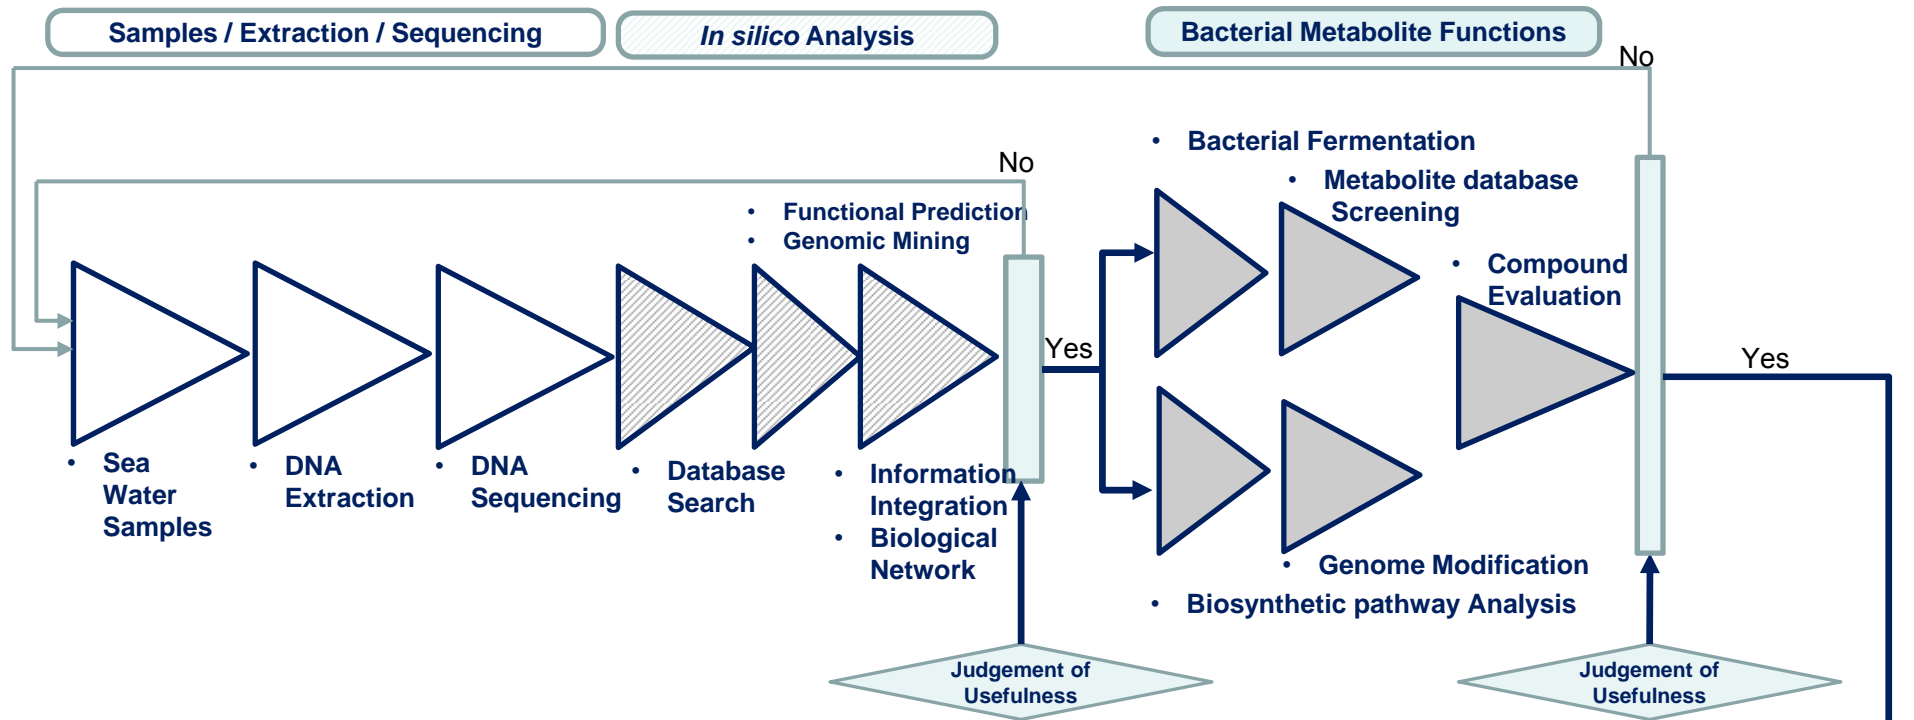 Samples / Extraction / Sequencing
In silico Analysis
Bacterial Metabolite Functions
No
• Bacterial Fermentation
No
• Metabolite database
Screening
• Functional Prediction
• Genomic Mining
• Compound
Evaluation
Yes
Yes
• Sea
Water
Samples
• DNA
Extraction
• DNA
Sequencing
• Database
Search
• Information
Integration
• Biological
Network
• Genome Modification
• Biosynthetic pathway Analysis
Judgement of
Usefulness
Judgement of
Usefulness